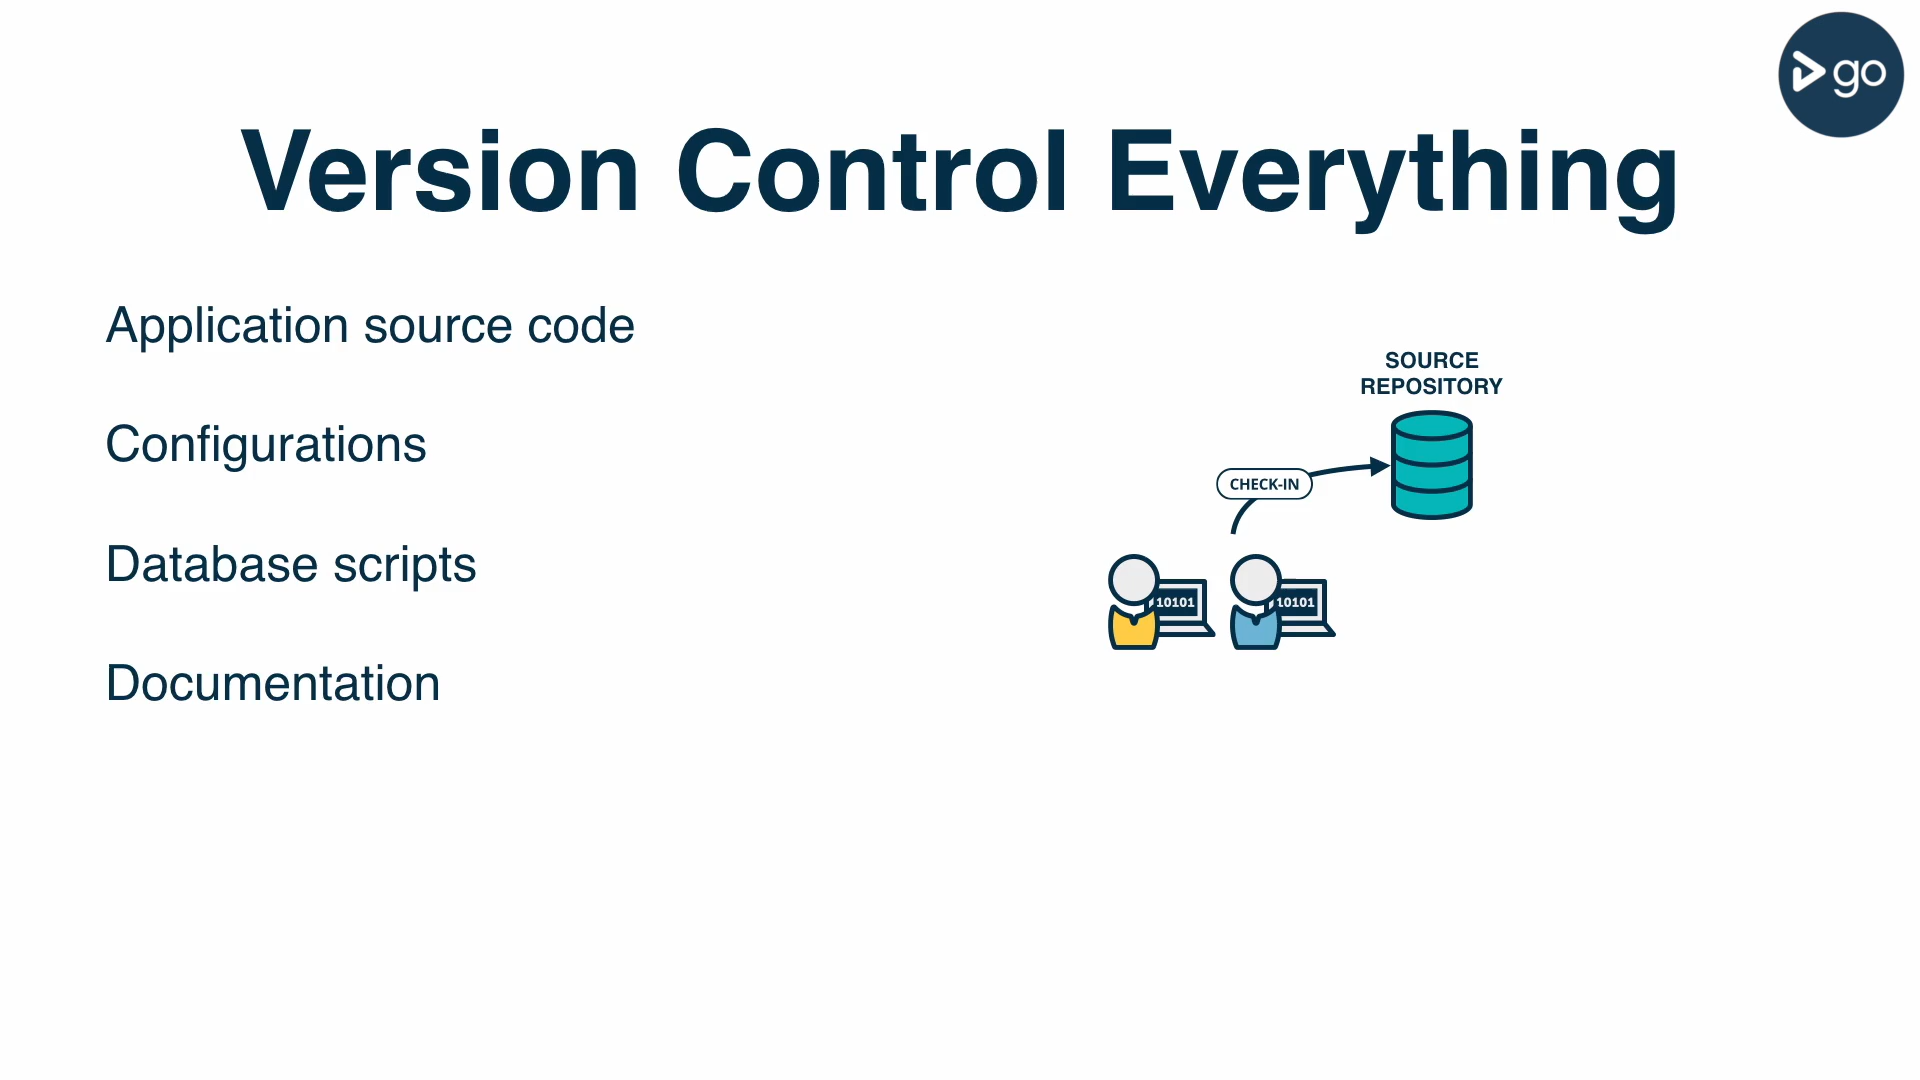 go
Version Control Everything
Application source code
Configurations
Database scripts
Documentation
SOURCE
REPOSITORY
CHECK-IN
10101
10101